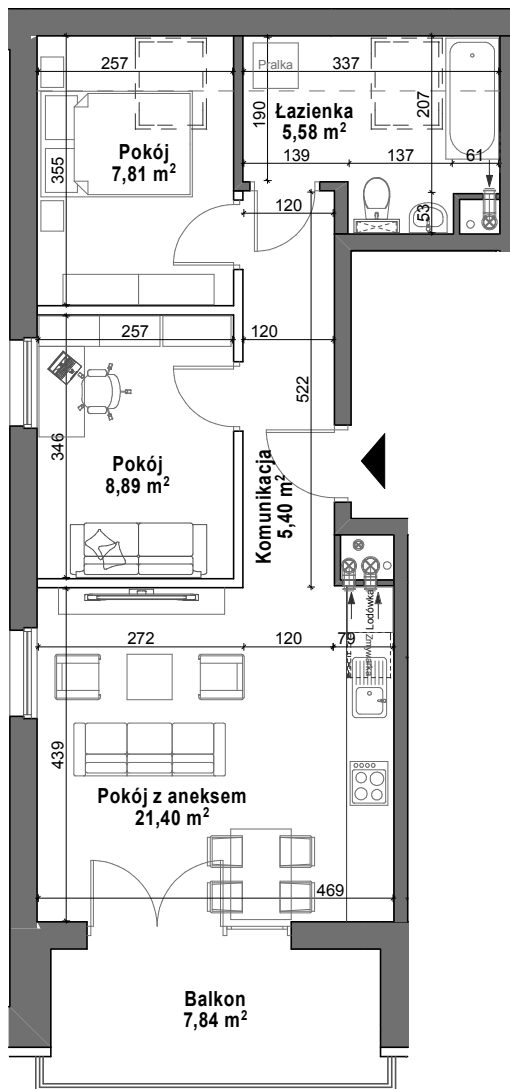 257
Pralka
337
190
207
Łazienka
5,58 m²
Pokój
7,81 m²
355
139
137
61
53
120
257
120
522
346
Pokój
8,89 m²
Komunikacja
5,40 m²
Lodówka
Zmywarka
272
120
79
439
Pokój z aneksem
21,40 m²
469
Balkon
7,84 m²